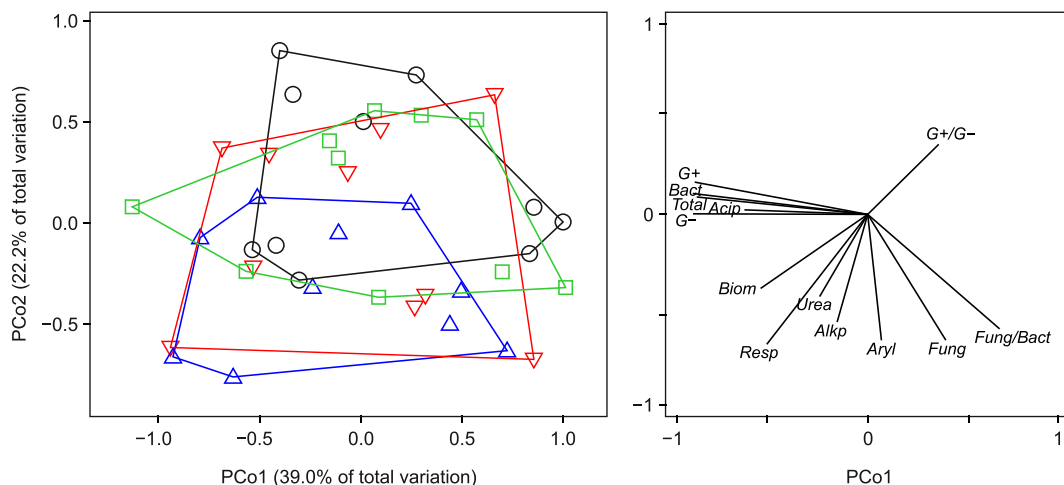 1.0
0.5
0.0
−0.5
PCo2 (22.2% of total variation)
−1.0
−0.5
0.0
0.5
1.0
PCo1 (39.0% of total variation)
1
0
−1
G+/G−
G+
Bact
Total
Acip
G−
Biom
Urea
Alkp
Resp
Aryl
Fung
Fung/Bact
−1
0
1
PCo1